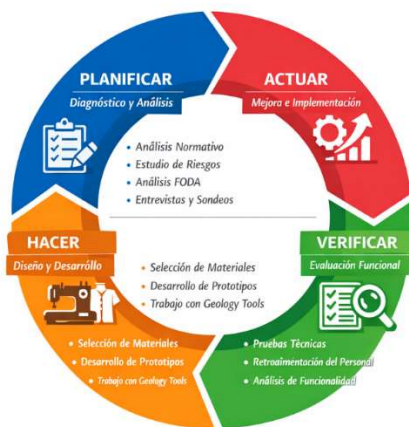 PLANIFICAR
Diagnóstico y Análisis
ACTUAR
Mejora e Implementación
• Análisis Normativo
• Estudio de Riesgos
• Análisis FODA
• Entrevistas y Sondeos
HACER
Diseño y Desarróllo
• Selección de Materiales
• Desarrollo de Prototipos
• Trabajo con Geology Tools
VERIFICAR
Evaluación Funcional
• Selección de Materiales
• Desarrollo de Prototipos
• Trabajo con Geology Tools
• Pruebas Técnicas
• Retroaimentación del Personal
• Análisis de Funcionalidad